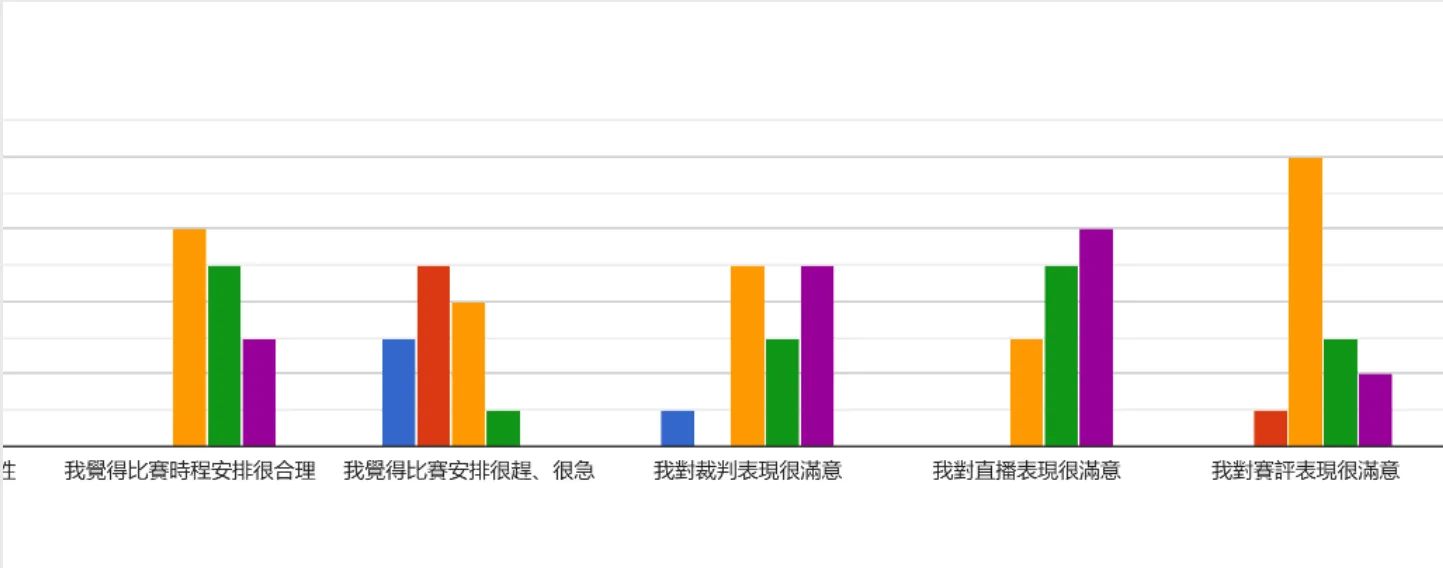 性
我覺得比賽時程安排很合理
我覺得比賽安排很趕、很急
我對裁判表現很滿意
我對直播表現很滿意
我對賽評表現很滿意